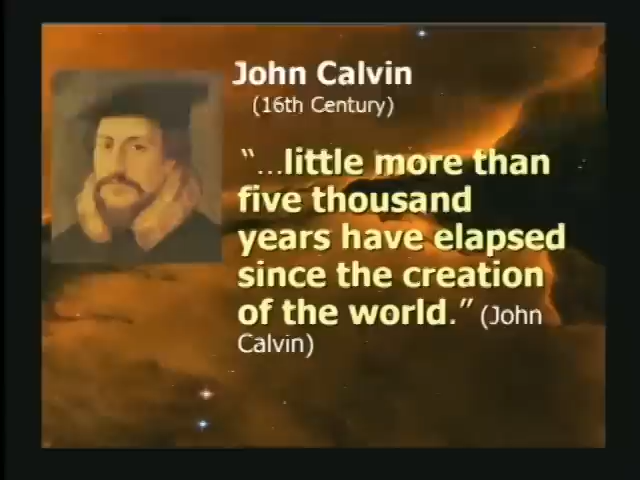 John Calvin
(16th Century)
“…little more than
five thousand
years have elapsed
since the creation
of the world.” (John
Calvin)